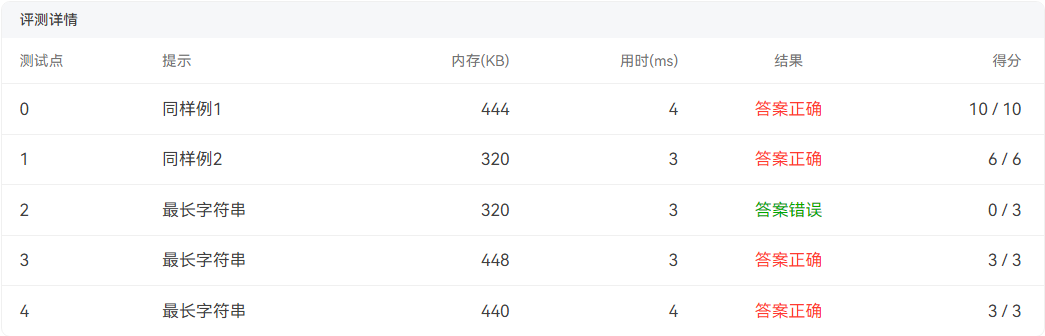 评测详情
测试点 提示 内存(KB) 用时(ms) 结果 得分
0 同样例1 444 4 答案正确 10 / 10
1 同样例2 320 3 答案正确 6 / 6
2 最长字符串 320 3 答案错误 0 / 3
3 最长字符串 448 3 答案正确 3 / 3
4 最长字符串 440 4 答案正确 3 / 3